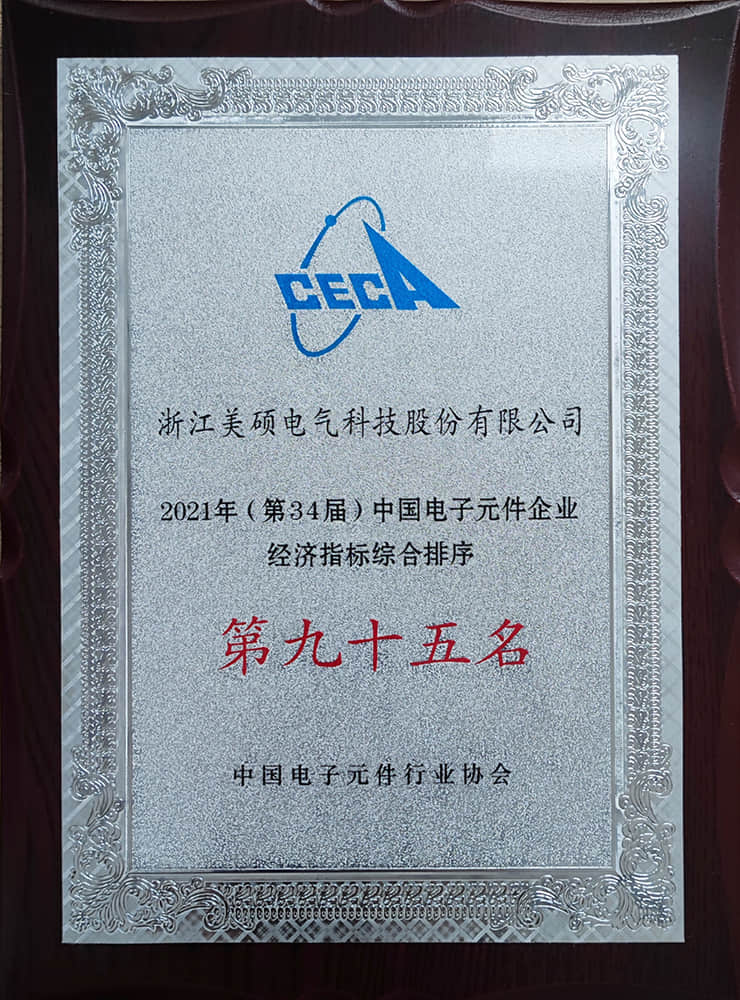 CECA
浙江美硕电气科技股份有限公司
2021年（第34届）中国电子元件企业
经济指标综合排序
第九十五名
中国电子元件行业协会